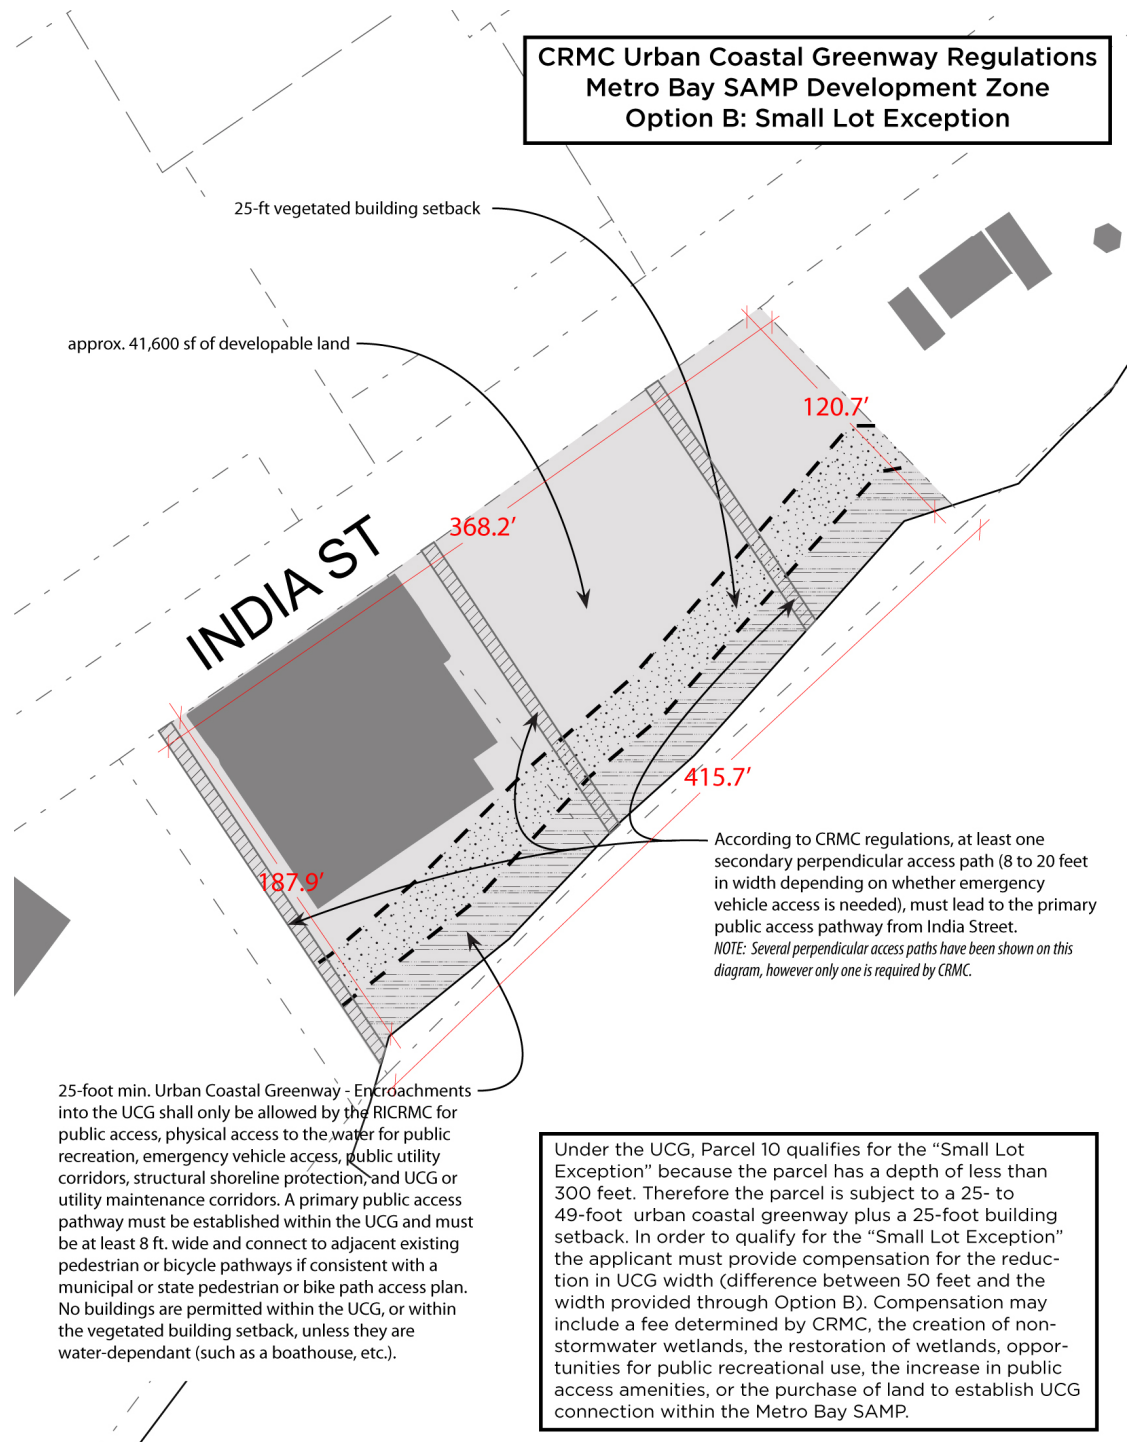 CRMC Urban Coastal Greenway Regulations
Metro Bay SAMP Development Zone
Option B: Small Lot Exception
25-ft vegetated building setback
approx. 41,600 sf of developable land
120.7’
368.2’
INDIA ST
415.7’
187.9’
According to CRMC regulations, at least one
secondary perpendicular access path (8 to 20 feet
in width depending on whether emergency
vehicle access is needed), must lead to the primary
public access pathway from India Street.
NOTE: Several perpendicular access paths have been shown on this
diagram, however only one is required by CRMC.
25-foot min. Urban Coastal Greenway - Encroachments
into the UCG shall only be allowed by the RICRMC for
public access, physical access to the water for public
recreation, emergency vehicle access, public utility
corridors, structural shoreline protection, and UCG or
utility maintenance corridors. A primary public access
pathway must be established within the UCG and must
be at least 8 ft. wide and connect to adjacent existing
pedestrian or bicycle pathways if consistent with a
municipal or state pedestrian or bike path access plan.
No buildings are permitted within the UCG, or within
the vegetated building setback, unless they are
water-dependant (such as a boathouse, etc.).
Under the UCG, Parcel 10 qualifies for the “Small Lot
Exception” because the parcel has a depth of less than
300 feet. Therefore the parcel is subject to a 25- to
49-foot urban coastal greenway plus a 25-foot building
setback. In order to qualify for the “Small Lot Exception”
the applicant must provide compensation for the reduc-
tion in UCG width (difference between 50 feet and the
width provided through Option B). Compensation may
include a fee determined by CRMC, the creation of non-
stormwater wetlands, the restoration of wetlands, oppor-
tunities for public recreational use, the increase in public
access amenities, or the purchase of land to establish UCG
connection within the Metro Bay SAMP.